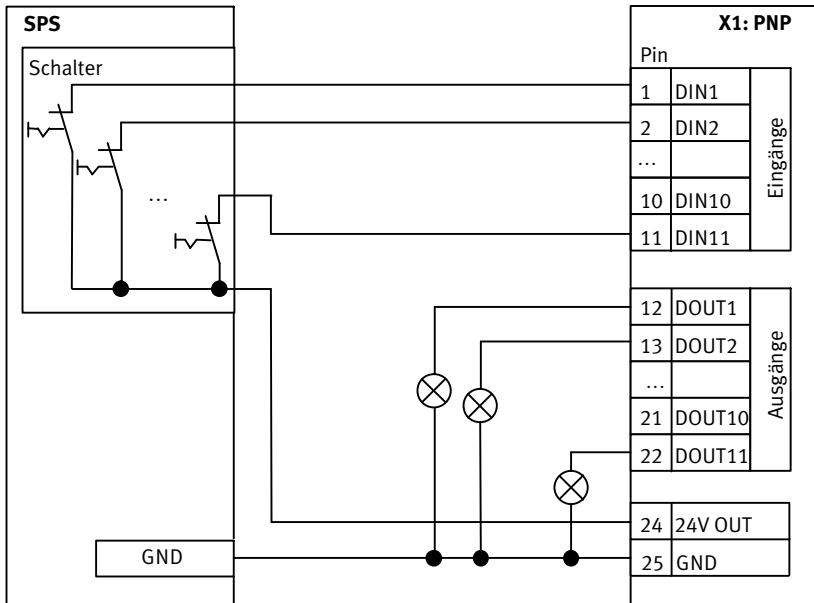 SPS
X1: PNP
Schalter
...
Pin
1 DIN1
2 DIN2
...
10 DIN10
11 DIN11
Eingänge
12 DOUT1
13 DOUT2
...
21 DOUT10
22 DOUT11
Ausgänge
24 24V OUT
25 GND
GND